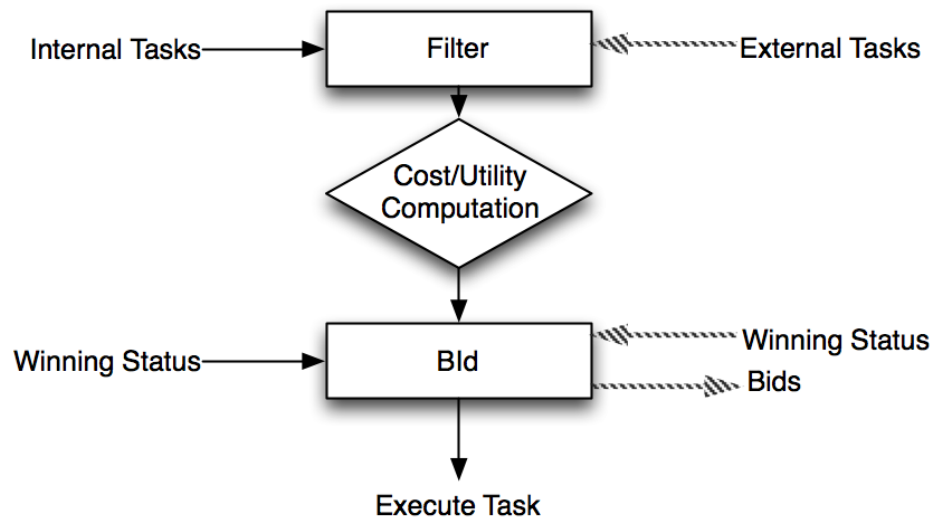 Internal Tasks
Filter
External Tasks
Cost/Utility
Computation
Winning Status
BId
Winning Status
Bids
Execute Task